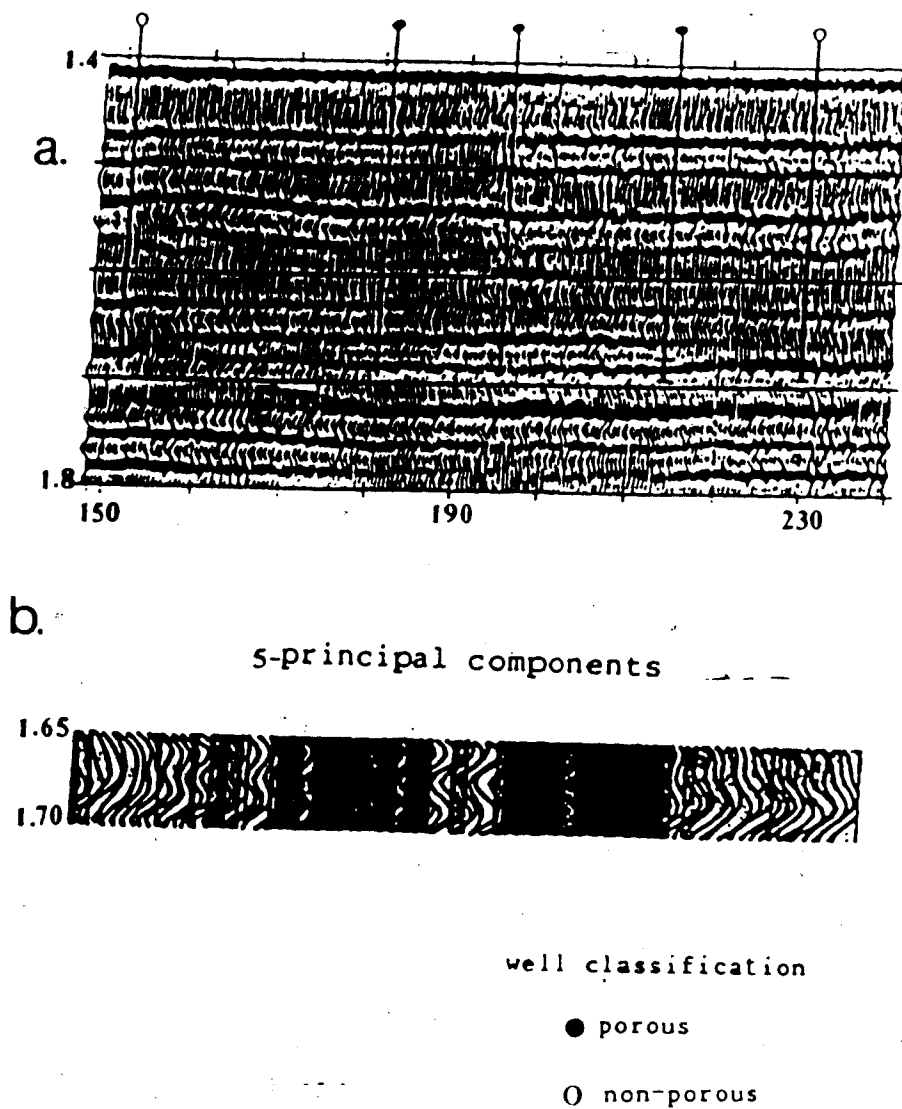 1.4
a.
1.8
150 190 230
b.
5-principal components
1.65
1.70
well classification
● porous
O non-porous